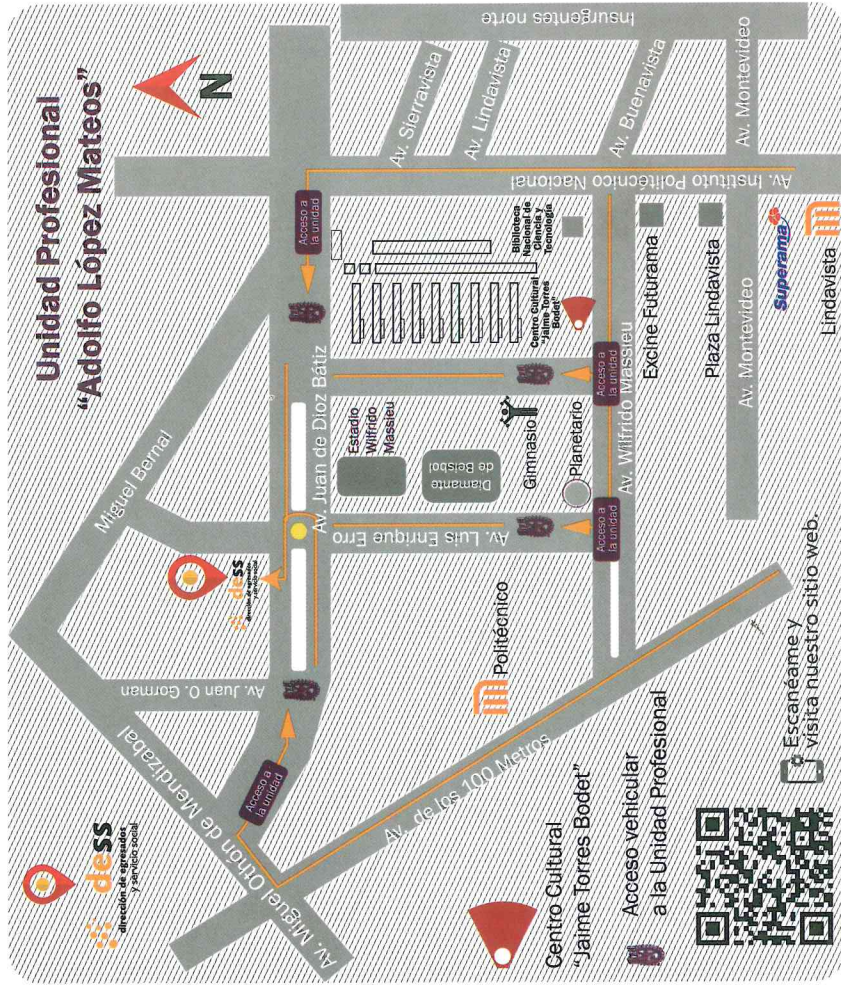 Unidad Profesional
“Adolfo López Mateos”
N
Insurgentes norte
Av. Sierravista
Av. Lindavista
Av. Buenavista
Av. Montevideo
Av. Instituto Politécnico Nacional
Miguel Bernal
Acceso a
la unidad
Biblioteca
Nacional de
Ciencia y
Tecnología
Centro Cultural
"Jaime Torres
Bodet"
Av. Juan de Dioz Bátiz
Estadio
Wilfrido
Massieu
Diamante
de Beisbol
Gimnasio
Planetario
Acceso a
la unidad
Av. Wilfrido Massieu
Acceso a
la unidad
Excine Futurama
Plaza Lindavista
Av. Montevideo
Superama
Lindavista
Av. Luis Enrique Erro
dess
dirección de egresados
y servicio social
Av. Juan O. Gorman
Acceso a
la unidad
Politécnico
Av. Miguel Othón de Mendizabal
Av. de los 100 Metros
dess
dirección de egresados
y servicio social
Centro Cultural
“Jaime Torres Bodet”
Acceso vehicular
a la Unidad Profesional
Escanéame y
visita nuestro sitio web.